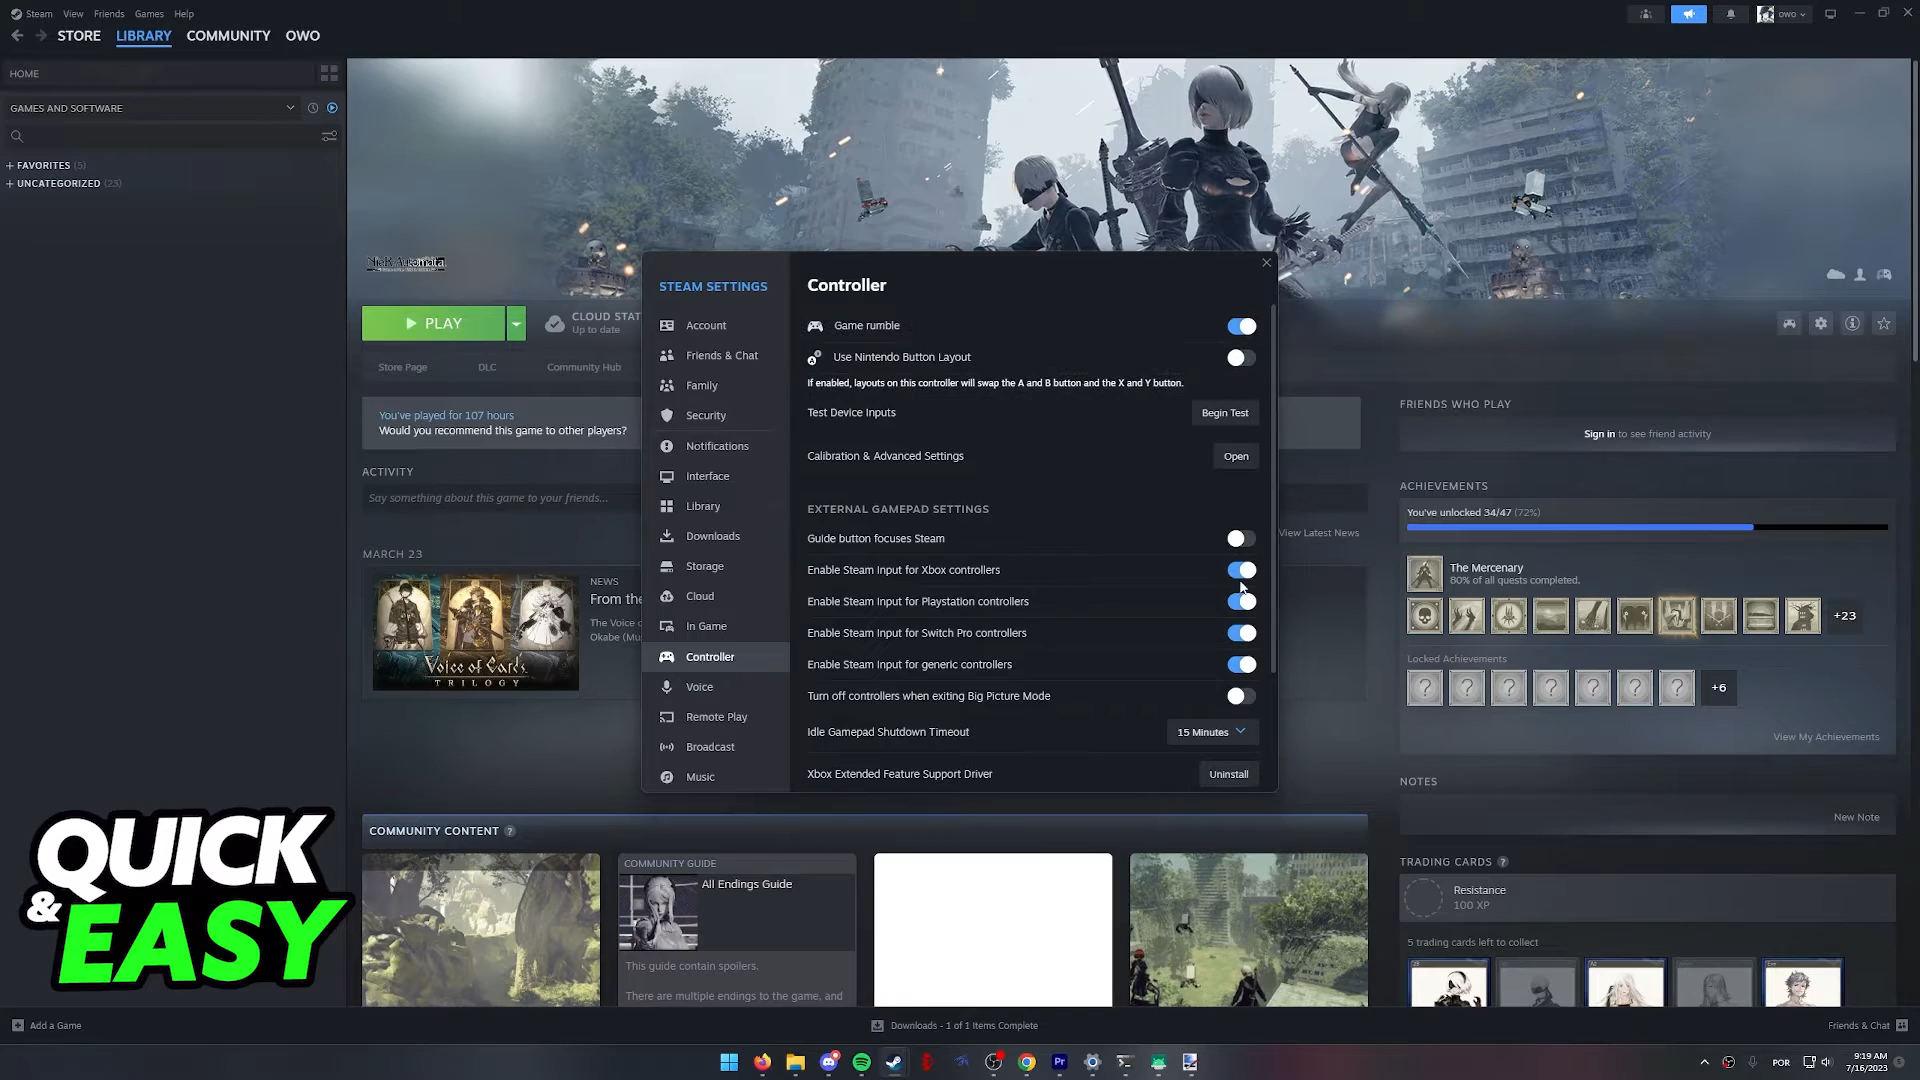 Steam View Friends Games Help
OWO
STORE LIBRARY COMMUNITY OWO
HOME
GAMES AND SOFTWARE
+ FAVORITES (5)
+ UNCATEGORIZED (23)
NieR:Automata
PLAY
CLOUD STAT
Up to date
Store Page DLC Community Hub
You've played for 107 hours
Would you recommend this game to other players?
ACTIVITY
Say something about this game to your friends...
View Latest News
MARCH 23
NEWS
From the
The Voice o
Okabe (Mus
Voice of Cards
TRILOGY
STEAM SETTINGS
Account
Friends & Chat
Family
Security
Notifications
Interface
Library
Downloads
Storage
Cloud
In Game
Controller
Voice
Remote Play
Broadcast
Music
Controller
Game rumble
Use Nintendo Button Layout
If enabled, layouts on this controller will swap the A and B button and the X and Y button.
Test Device Inputs Begin Test
Calibration & Advanced Settings Open
EXTERNAL GAMEPAD SETTINGS
Guide button focuses Steam
Enable Steam Input for Xbox controllers
Enable Steam Input for Playstation controllers
Enable Steam Input for Switch Pro controllers
Enable Steam Input for generic controllers
Turn off controllers when exiting Big Picture Mode
Idle Gamepad Shutdown Timeout 15 Minutes
Xbox Extended Feature Support Driver Uninstall
FRIENDS WHO PLAY
Sign in to see friend activity
ACHIEVEMENTS
You've unlocked 34/47 (72%)
The Mercenary
80% of all quests completed.
+23
Locked Achievements
+6
View My Achievements
NOTES
New Note
TRADING CARDS ?
Resistance
100 XP
5 trading cards left to collect
COMMUNITY CONTENT ?
COMMUNITY GUIDE
All Endings Guide
This guide contain spoilers.
There are multiple endings to the game, and
QUICK
& EASY
Add a Game
Downloads - 1 of 1 Items Complete
Friends & Chat
Pr
POR
9:19 AM
7/16/2023